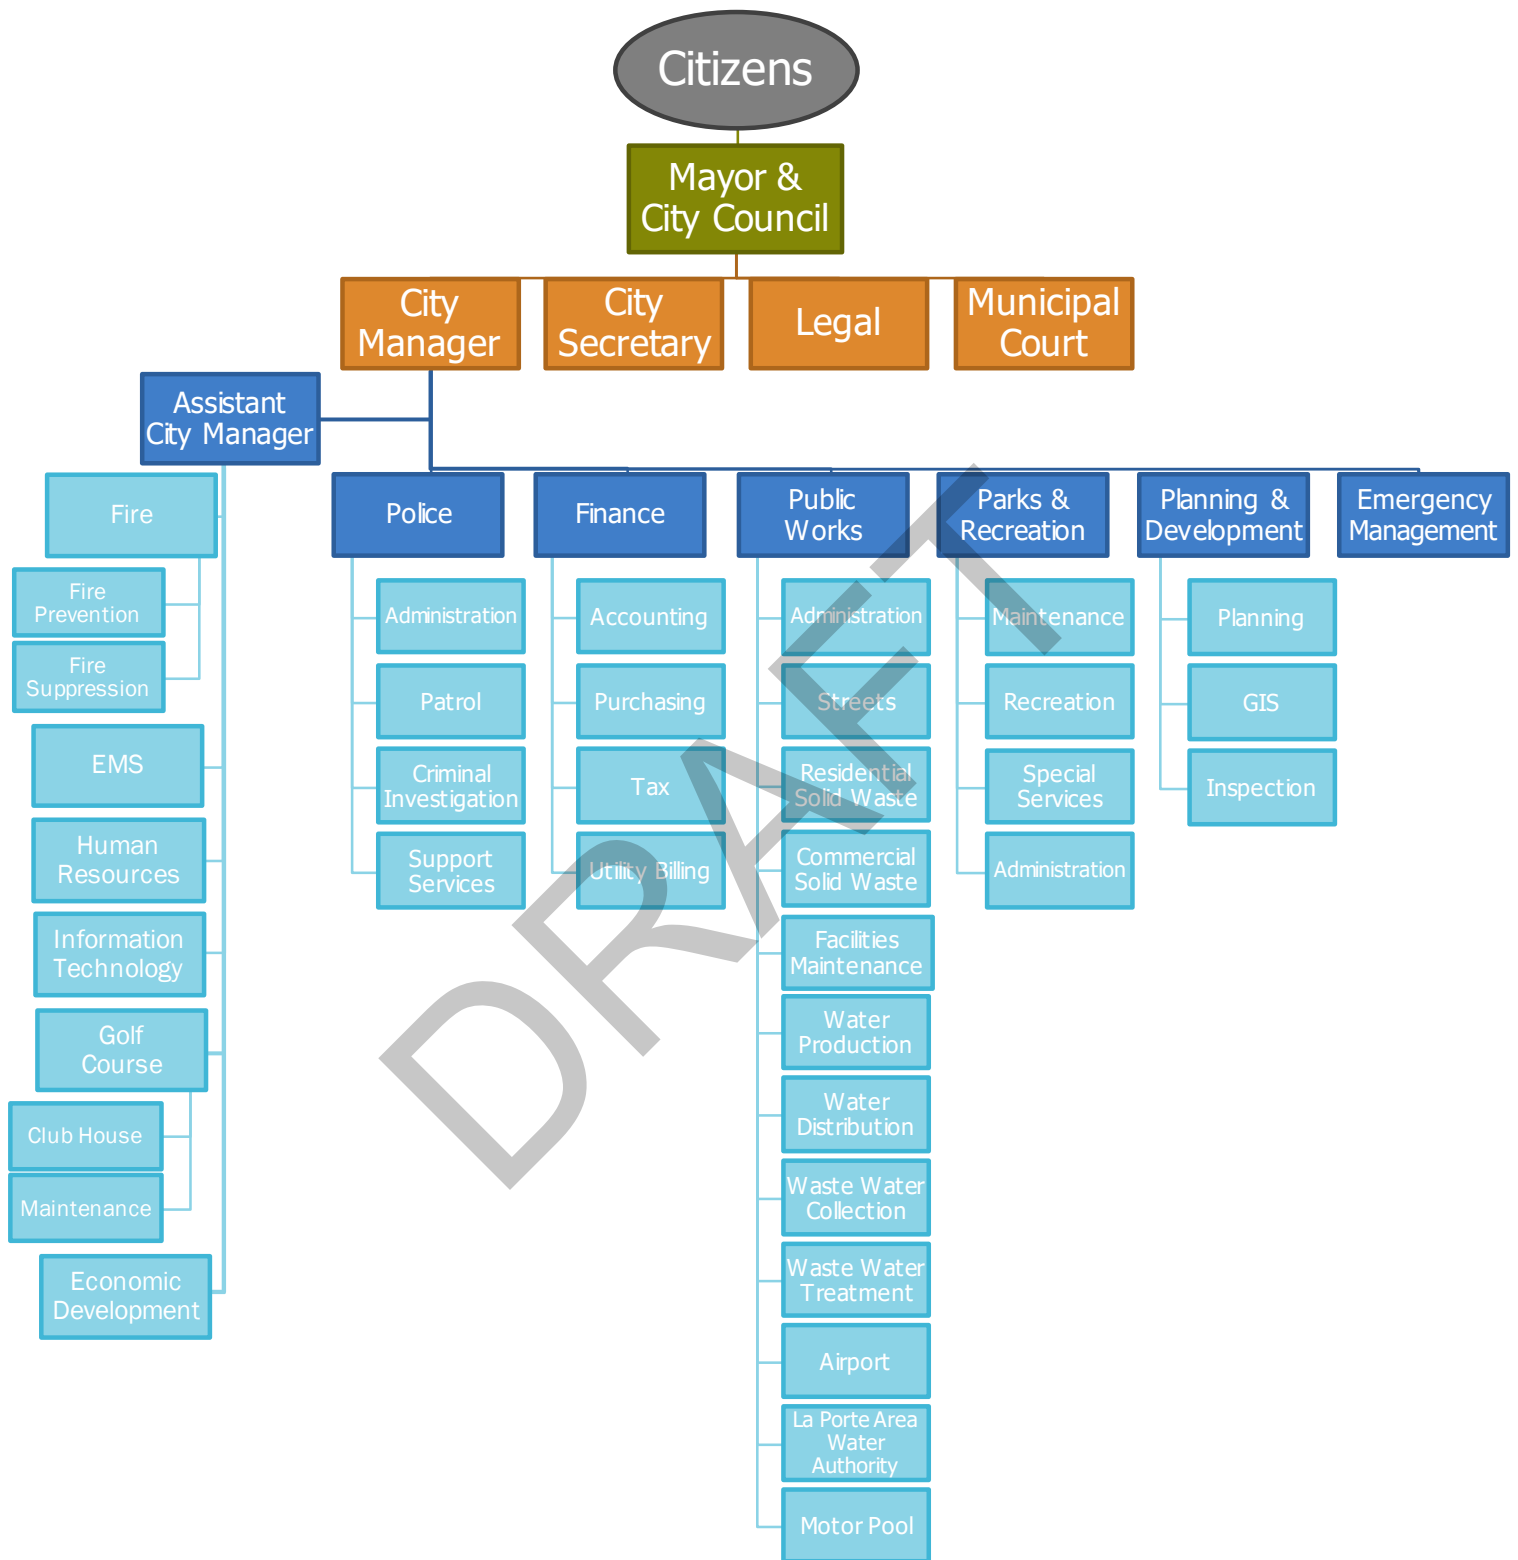 Citizens
Mayor &
City Council
City
Manager
City
Secretary
Legal
Municipal
Court
Assistant
City Manager
Fire
Fire
Prevention
Fire
Suppression
EMS
Human
Resources
Information
Technology
Golf
Course
Club House
Maintenance
Economic
Development
Police
Administration
Patrol
Criminal
Investigation
Support
Services
Finance
Accounting
Purchasing
Tax
Utility Billing
Public
Works
Administration
Streets
Residential
Solid Waste
Commercial
Solid Waste
Facilities
Maintenance
Water
Production
Water
Distribution
Waste Water
Collection
Waste Water
Treatment
Airport
La Porte Area
Water
Authority
Motor Pool
Parks &
Recreation
Maintenance
Recreation
Special
Services
Administration
Planning &
Development
Planning
GIS
Inspection
Emergency
Management
DRAFT